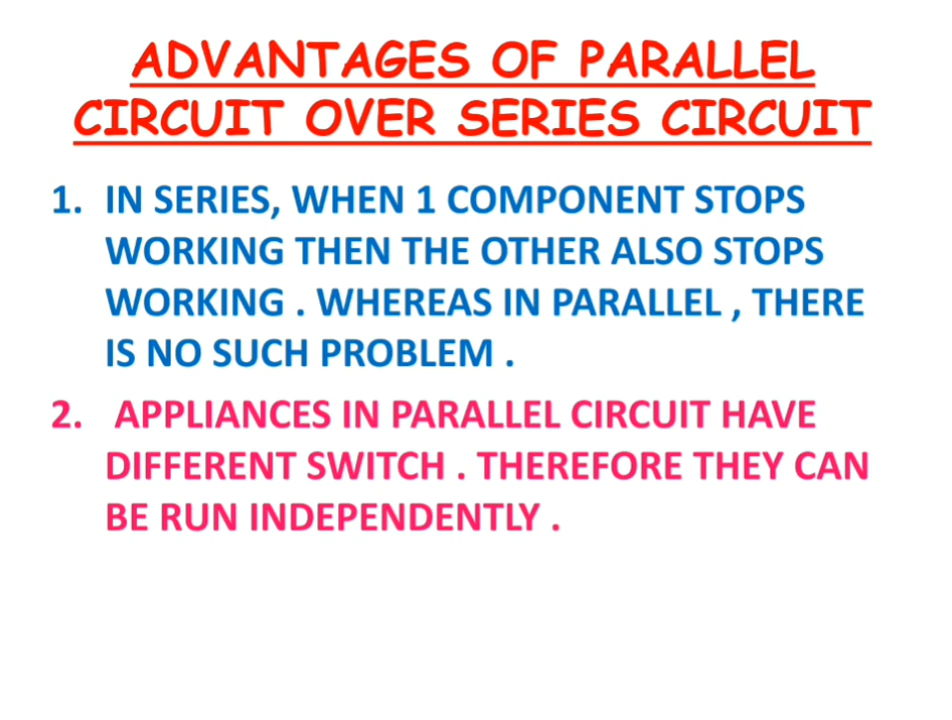 ADVANTAGES OF PARALLEL
CIRCUIT OVER SERIES CIRCUIT
1. IN SERIES, WHEN 1 COMPONENT STOPS
WORKING THEN THE OTHER ALSO STOPS
WORKING . WHEREAS IN PARALLEL , THERE
IS NO SUCH PROBLEM .
2. APPLIANCES IN PARALLEL CIRCUIT HAVE
DIFFERENT SWITCH . THEREFORE THEY CAN
BE RUN INDEPENDENTLY .